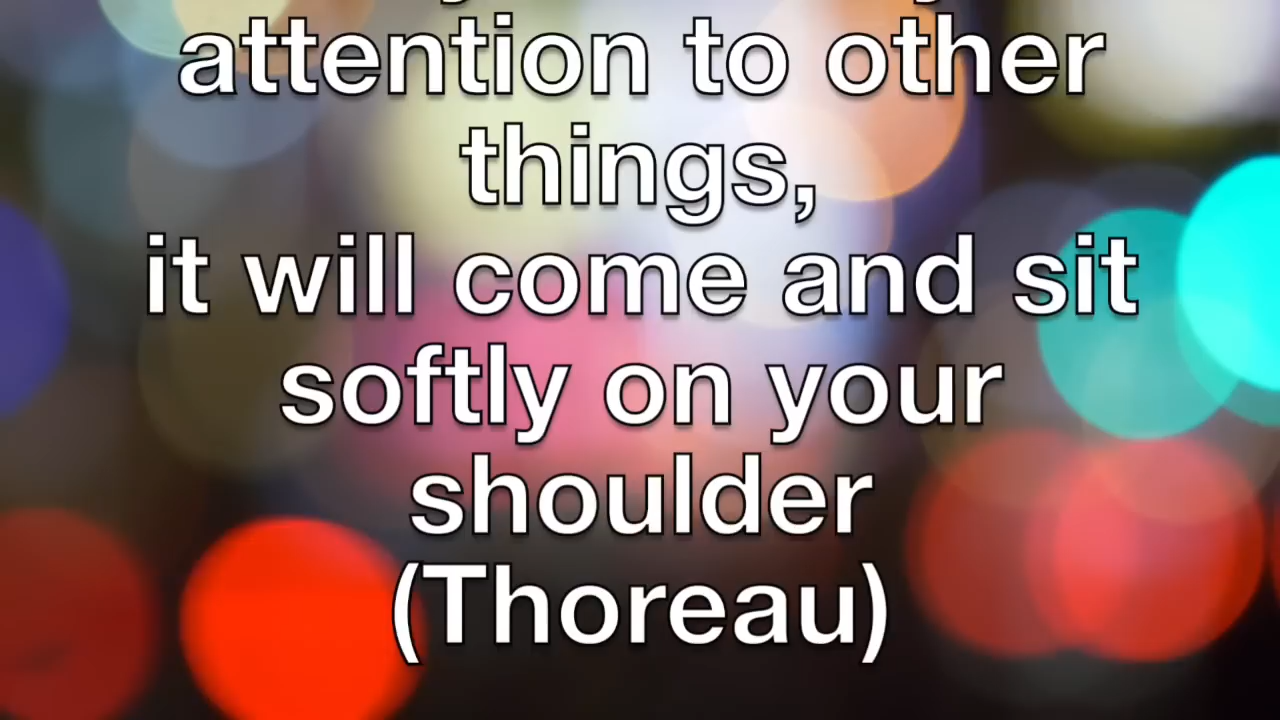 attention to other
things,
it will come and sit
softly on your
shoulder
(Thoreau)